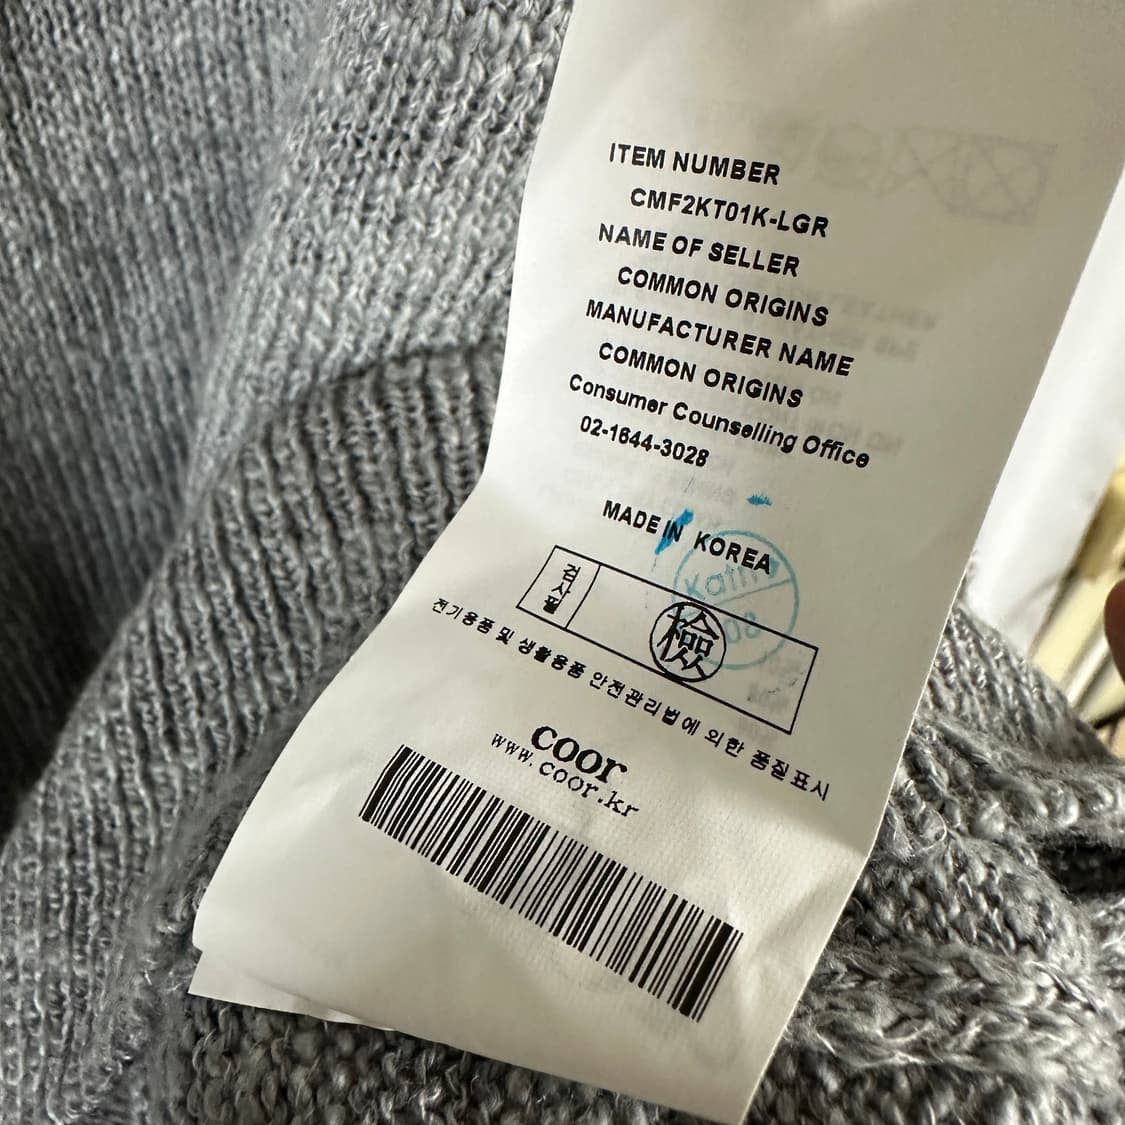 ITEM NUMBER
CMF2KT01K-LGR
NAME OF SELLER
COMMON ORIGINS
MANUFACTURER NAME
COMMON ORIGINS
Consumer Counselling Office
02-1644-3028
MADE IN KOREA
검사필
檢
08
전기용품 및 생활용품 안전관리법에 의한 품질표시
coor
www.coor.kr